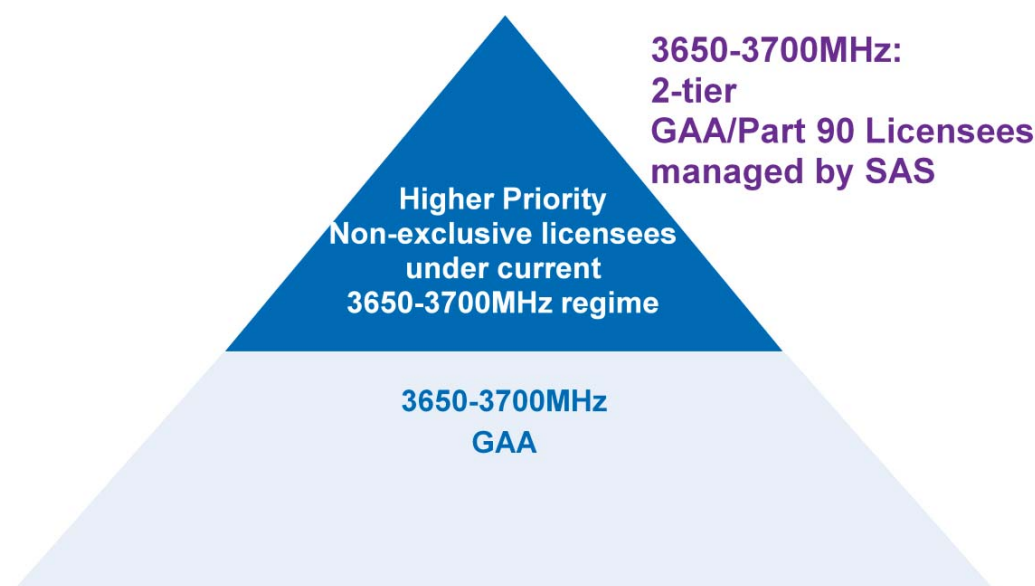 3650-3700MHz:
2-tier
GAA/Part 90 Licensees
managed by SAS
Higher Priority
Non-exclusive licensees
under current
3650-3700MHz regime
3650-3700MHz
GAA